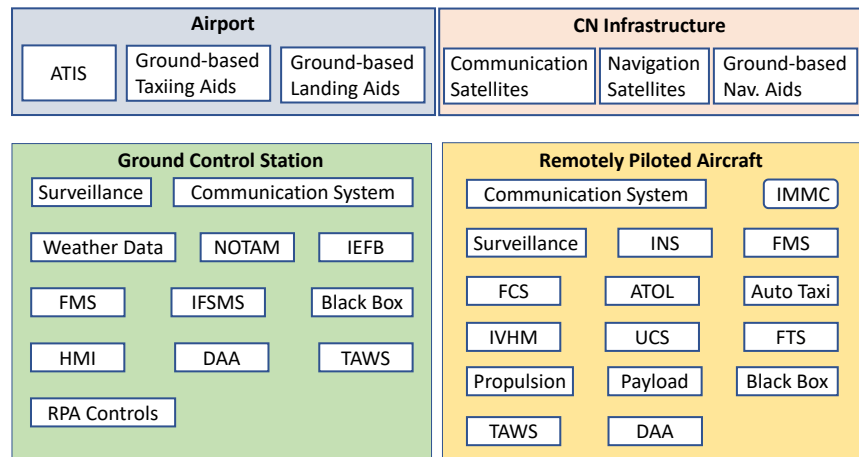 Airport
ATIS
Ground-based
Taxiing Aids
Ground-based
Landing Aids
CN Infrastructure
Communication
Satellites
Navigation
Satellites
Ground-based
Nav. Aids
Ground Control Station
Surveillance
Communication System
Weather Data
NOTAM
IEFB
FMS
IFSMS
Black Box
HMI
DAA
TAWS
RPA Controls
Remotely Piloted Aircraft
Communication System
IMMC
Surveillance
INS
FMS
FCS
ATOL
Auto Taxi
IVHM
UCS
FTS
Propulsion
Payload
Black Box
TAWS
DAA